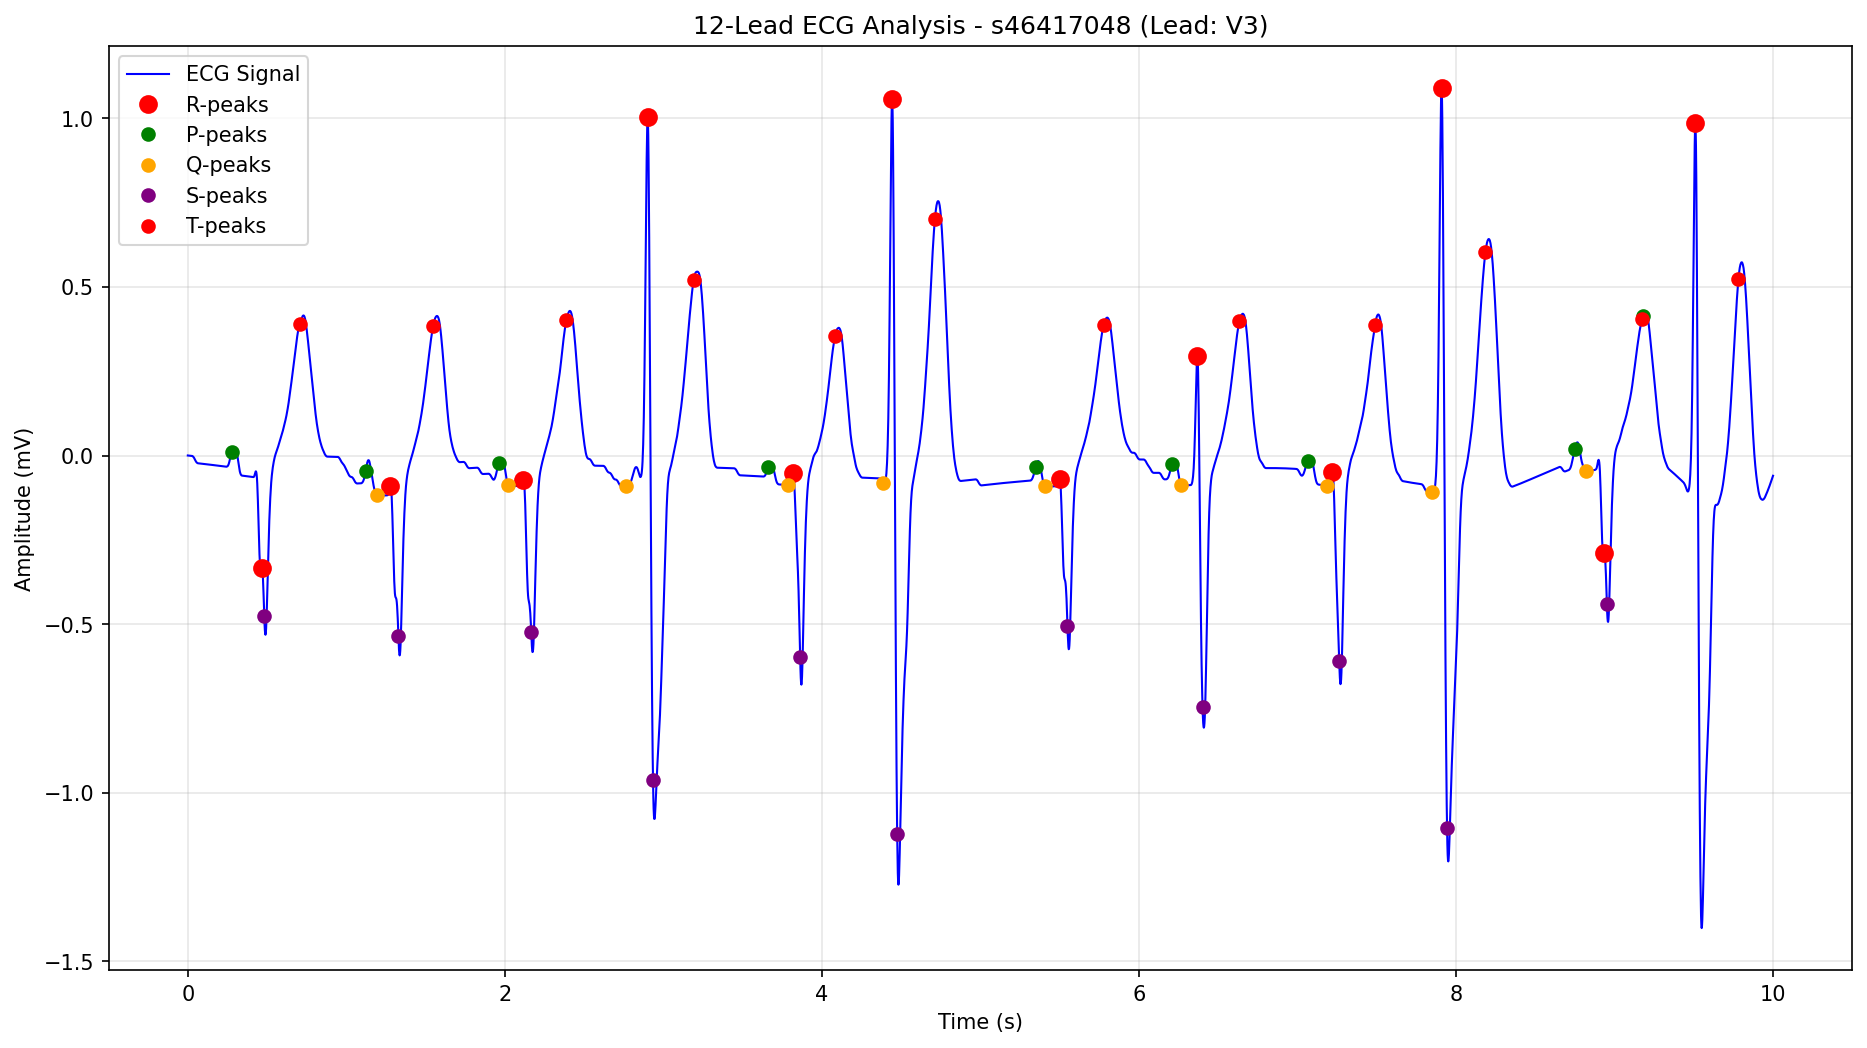 12-Lead ECG Analysis - s46417048 (Lead: V3)
ECG Signal
R-peaks
P-peaks
Q-peaks
S-peaks
T-peaks
Amplitude (mV)
1.0
0.5
0.0
−0.5
−1.0
−1.5
0 2 4 6 8 10
Time (s)